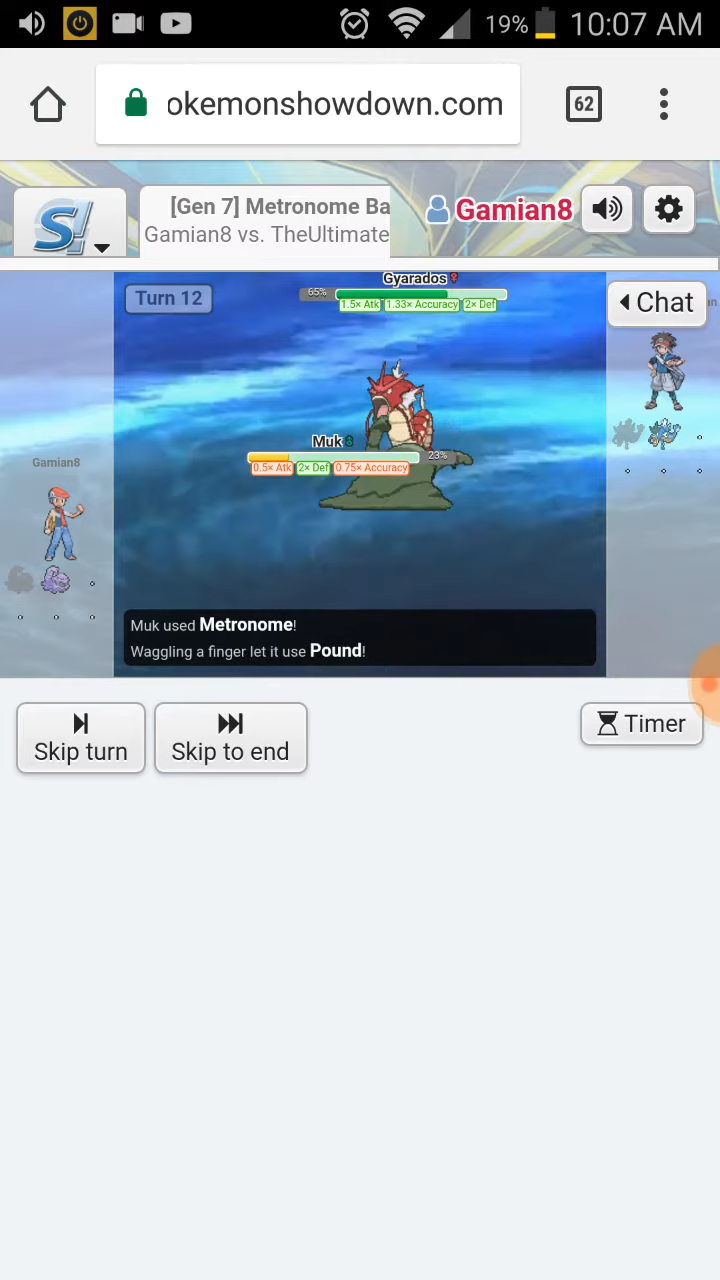 19% 10:07 AM
okemonshowdown.com
62
[Gen 7] Metronome Ba
Gamian8 vs. TheUltimate
Gamian8
Turn 12
Gyarados
65%
1.5× Atk 1.33× Accuracy 2× Def
Chat
Muk
23%
0.5× Atk 2× Def 0.75× Accuracy
Gamian8
Muk used Metronome!
Waggling a finger let it use Pound!
Skip turn
Skip to end
Timer